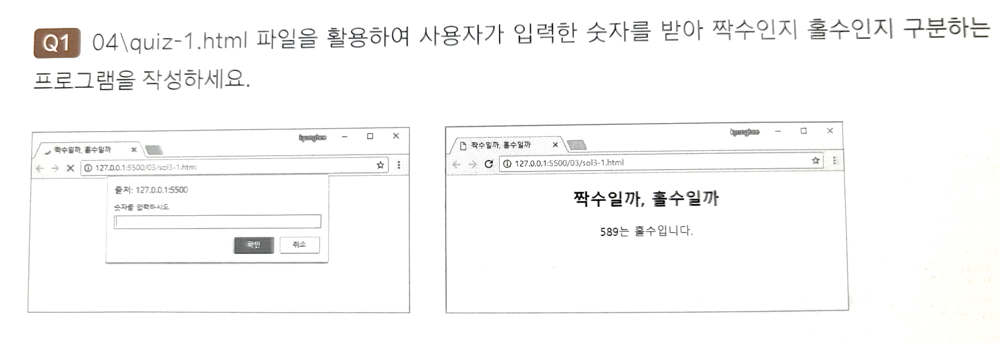 Q1 04\quiz-1.html 파일을 활용하여 사용자가 입력한 숫자를 받아 짝수인지 홀수인지 구분하는
프로그램을 작성하세요.
kyunghee
짝수일까, 홀수일까
127.0.0.1:5500/03/sol3-1.html
출처: 127.0.0.1:5500
숫자를 입력하시오
확인 취소
kyunghee
짝수일까, 홀수일까
127.0.0.1:5500/03/sol3-1.html
짝수일까, 홀수일까
589는 홀수입니다.